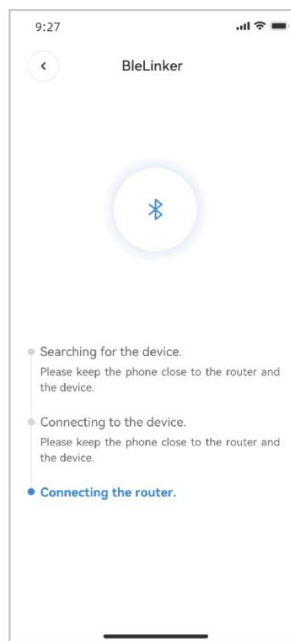 9:27
BleLinker
Searching for the device.
Please keep the phone close to the router and
the device.
Connecting to the device.
Please keep the phone close to the router and
the device.
Connecting the router.